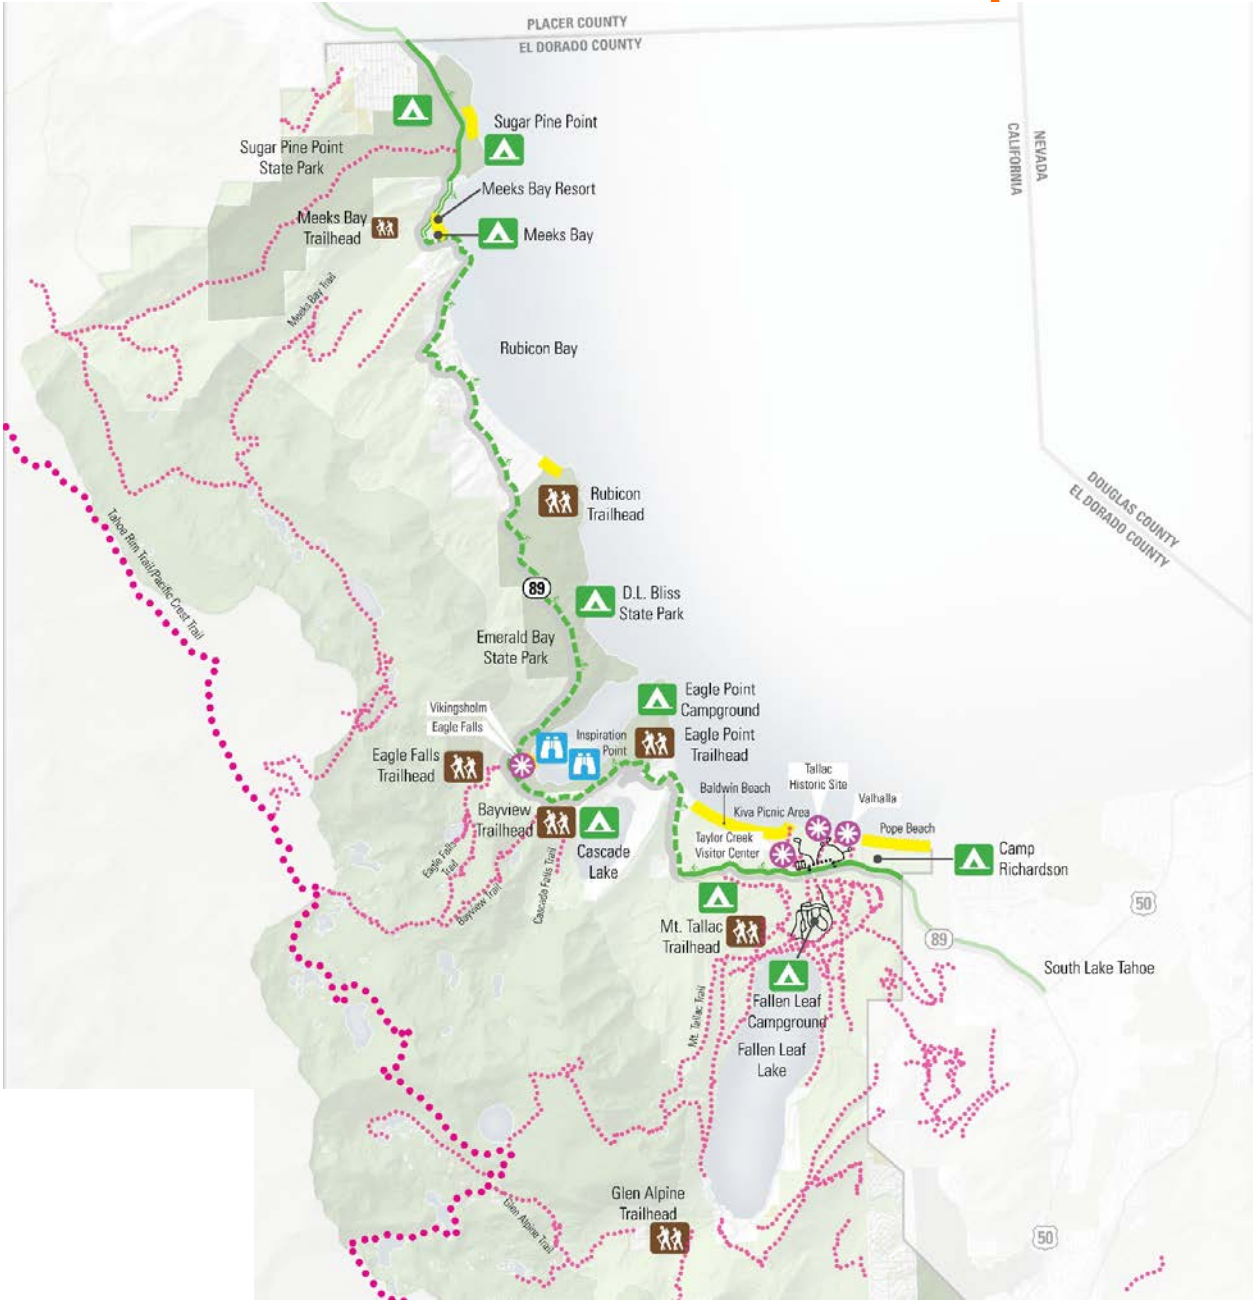 PLACER COUNTY
EL DORADO COUNTY
NEVADA
CALIFORNIA
Sugar Pine Point
Sugar Pine Point
State Park
Meeks Bay Resort
Meeks Bay
Trailhead
Meeks Bay
Meeks Bay Trail
Rubicon Bay
DOUGLAS COUNTY
EL DORADO COUNTY
Rubicon
Trailhead
Tahoe Rim Trail/Pacific Crest Trail
89
D.L. Bliss
State Park
Emerald Bay
State Park
Eagle Point
Campground
Vikingsholm
Eagle Falls
Inspiration
Point
Eagle Point
Trailhead
Eagle Falls
Trailhead
Tallac
Historic Site
Baldwin Beach
Valhalla
Kiva Picnic Area
Pope Beach
Bayview
Trailhead
Taylor Creek
Visitor Center
Cascade
Lake
Camp
Richardson
Eagle Falls
Trail
Bayview Trail
Cascade Falls Trail
50
Mt. Tallac
Trailhead
89
South Lake Tahoe
Fallen Leaf
Campground
Mt. Tallac Trail
Fallen Leaf
Lake
Glen Alpine
Trailhead
Glen Alpine Trail
50